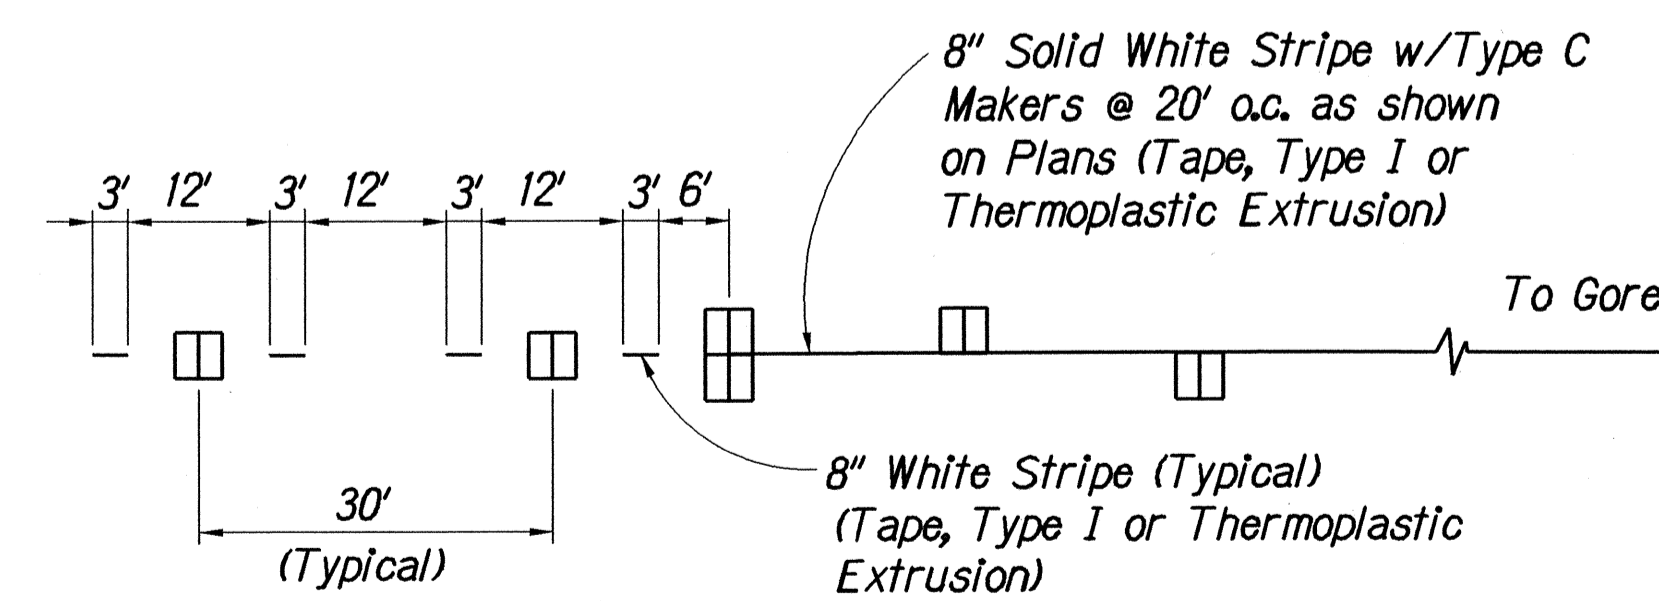 8" Solid White Stripe w/Type C
Makers @ 20' o.c. as shown
on Plans (Tape, Type I or
Thermoplastic Extrusion)
3' 12' 3' 12' 3' 12' 3' 6'
To Gore
8" White Stripe (Typical)
(Tape, Type I or Thermoplastic
Extrusion)
30'
(Typical)